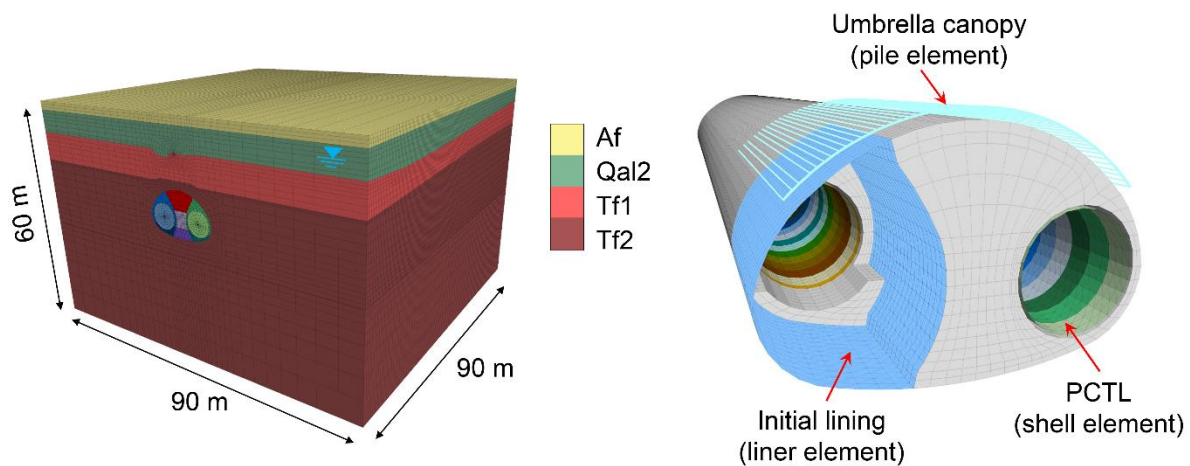 60 m
90 m
90 m
Af
Qal2
Tf1
Tf2
Umbrella canopy
(pile element)
Initial lining
(liner element)
PCTL
(shell element)